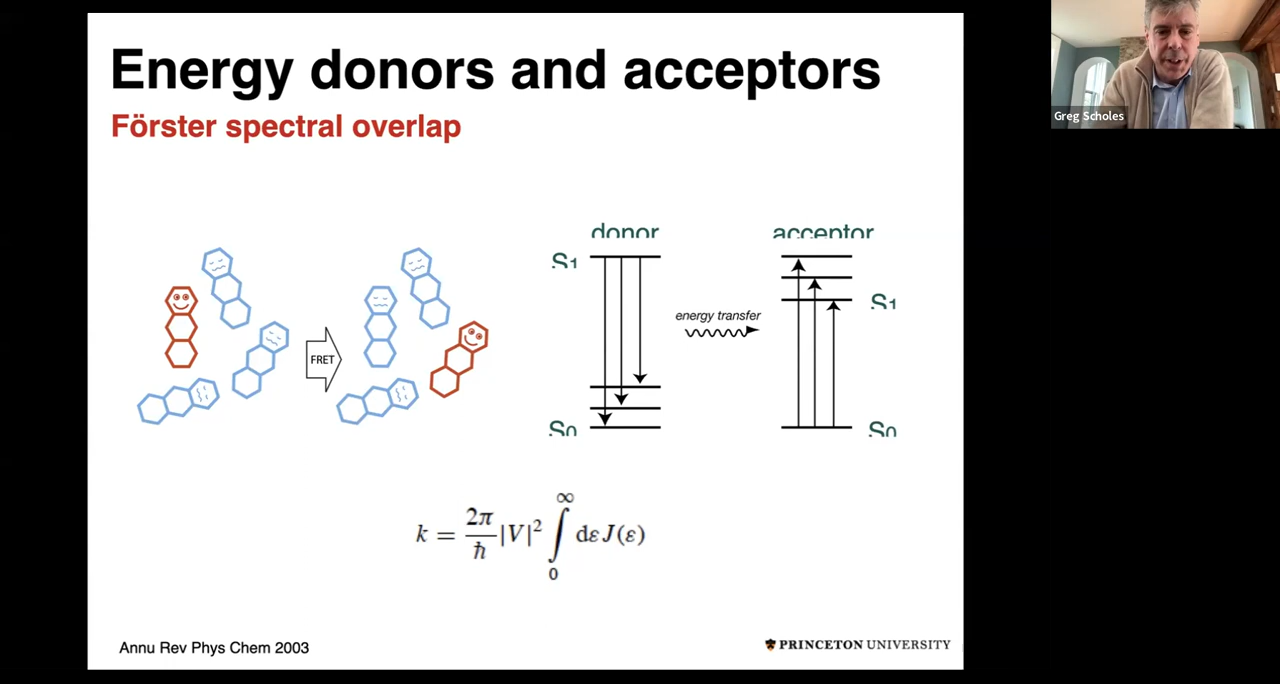 Energy donors and acceptors
Förster spectral overlap
Greg Scholes
donor
acceptor
S₁
energy transfer
S₁
FRET
S₀
S₀
k = 2π/ħ |V|² ∫₀^∞ dε J(ε)
Annu Rev Phys Chem 2003
PRINCETON UNIVERSITY